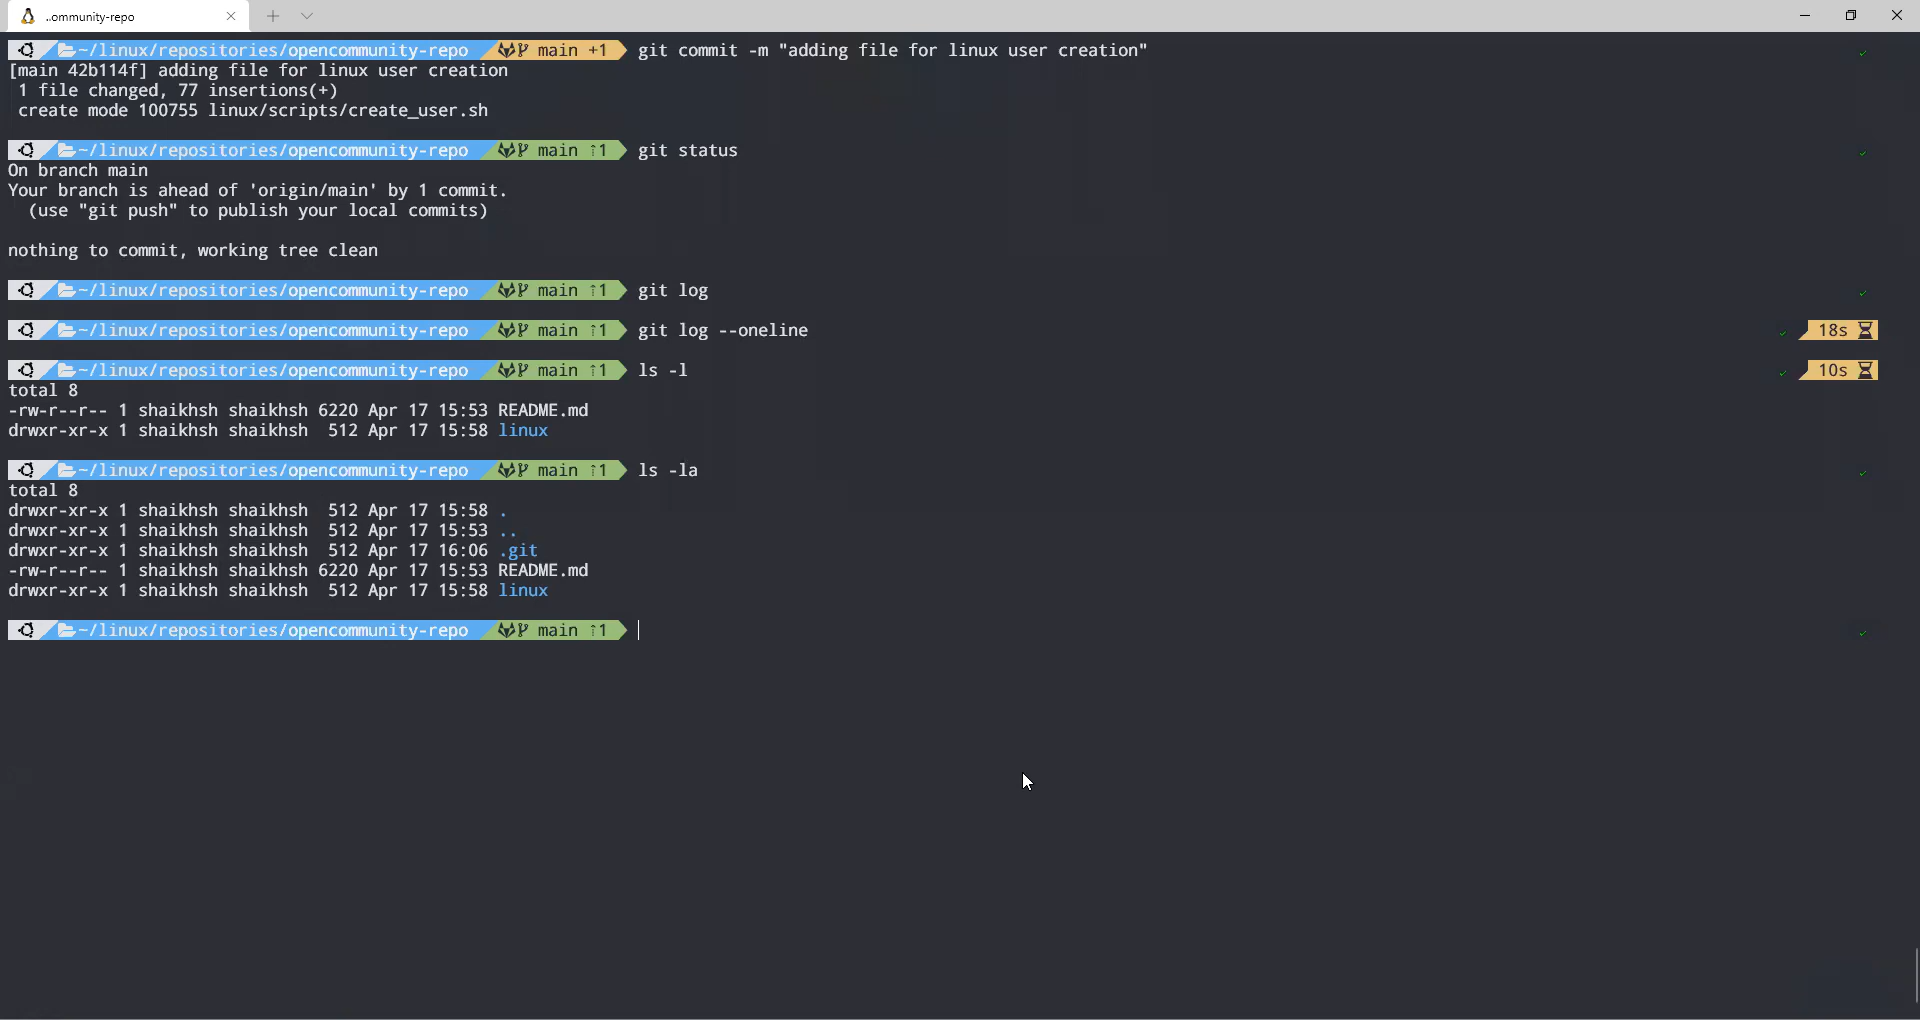 ..ommunity-repo
~/linux/repositories/opencommunity-repo main +1 git commit -m "adding file for linux user creation"
[main 42b114f] adding file for linux user creation
1 file changed, 77 insertions(+)
create mode 100755 linux/scripts/create_user.sh
~/linux/repositories/opencommunity-repo main ⇡1 git status
On branch main
Your branch is ahead of 'origin/main' by 1 commit.
(use "git push" to publish your local commits)
nothing to commit, working tree clean
~/linux/repositories/opencommunity-repo main ⇡1 git log
~/linux/repositories/opencommunity-repo main ⇡1 git log --oneline 18s
~/linux/repositories/opencommunity-repo main ⇡1 ls -l 10s
total 8
-rw-r--r-- 1 shaikhsh shaikhsh 6220 Apr 17 15:53 README.md
drwxr-xr-x 1 shaikhsh shaikhsh 512 Apr 17 15:58 linux
~/linux/repositories/opencommunity-repo main ⇡1 ls -la
total 8
drwxr-xr-x 1 shaikhsh shaikhsh 512 Apr 17 15:58 .
drwxr-xr-x 1 shaikhsh shaikhsh 512 Apr 17 15:53 ..
drwxr-xr-x 1 shaikhsh shaikhsh 512 Apr 17 16:06 .git
-rw-r--r-- 1 shaikhsh shaikhsh 6220 Apr 17 15:53 README.md
drwxr-xr-x 1 shaikhsh shaikhsh 512 Apr 17 15:58 linux
~/linux/repositories/opencommunity-repo main ⇡1